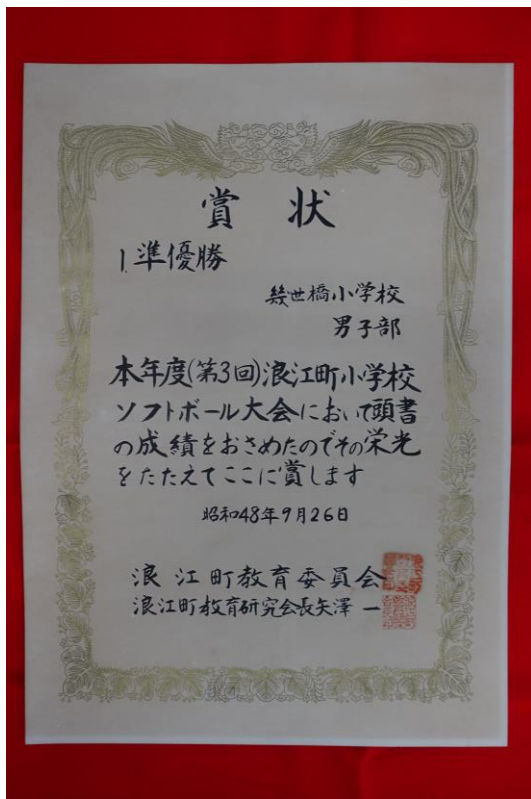 賞状
1.準優勝
幾世橋小学校
男子部
本年度(第3回)浪江町小学校
ソフトボール大会において頭書
の成績をおさめたのでその栄光
をたたえてここに賞します
昭和48年9月26日
浪江町教育委員会
浪江町教育研究会長矢澤一